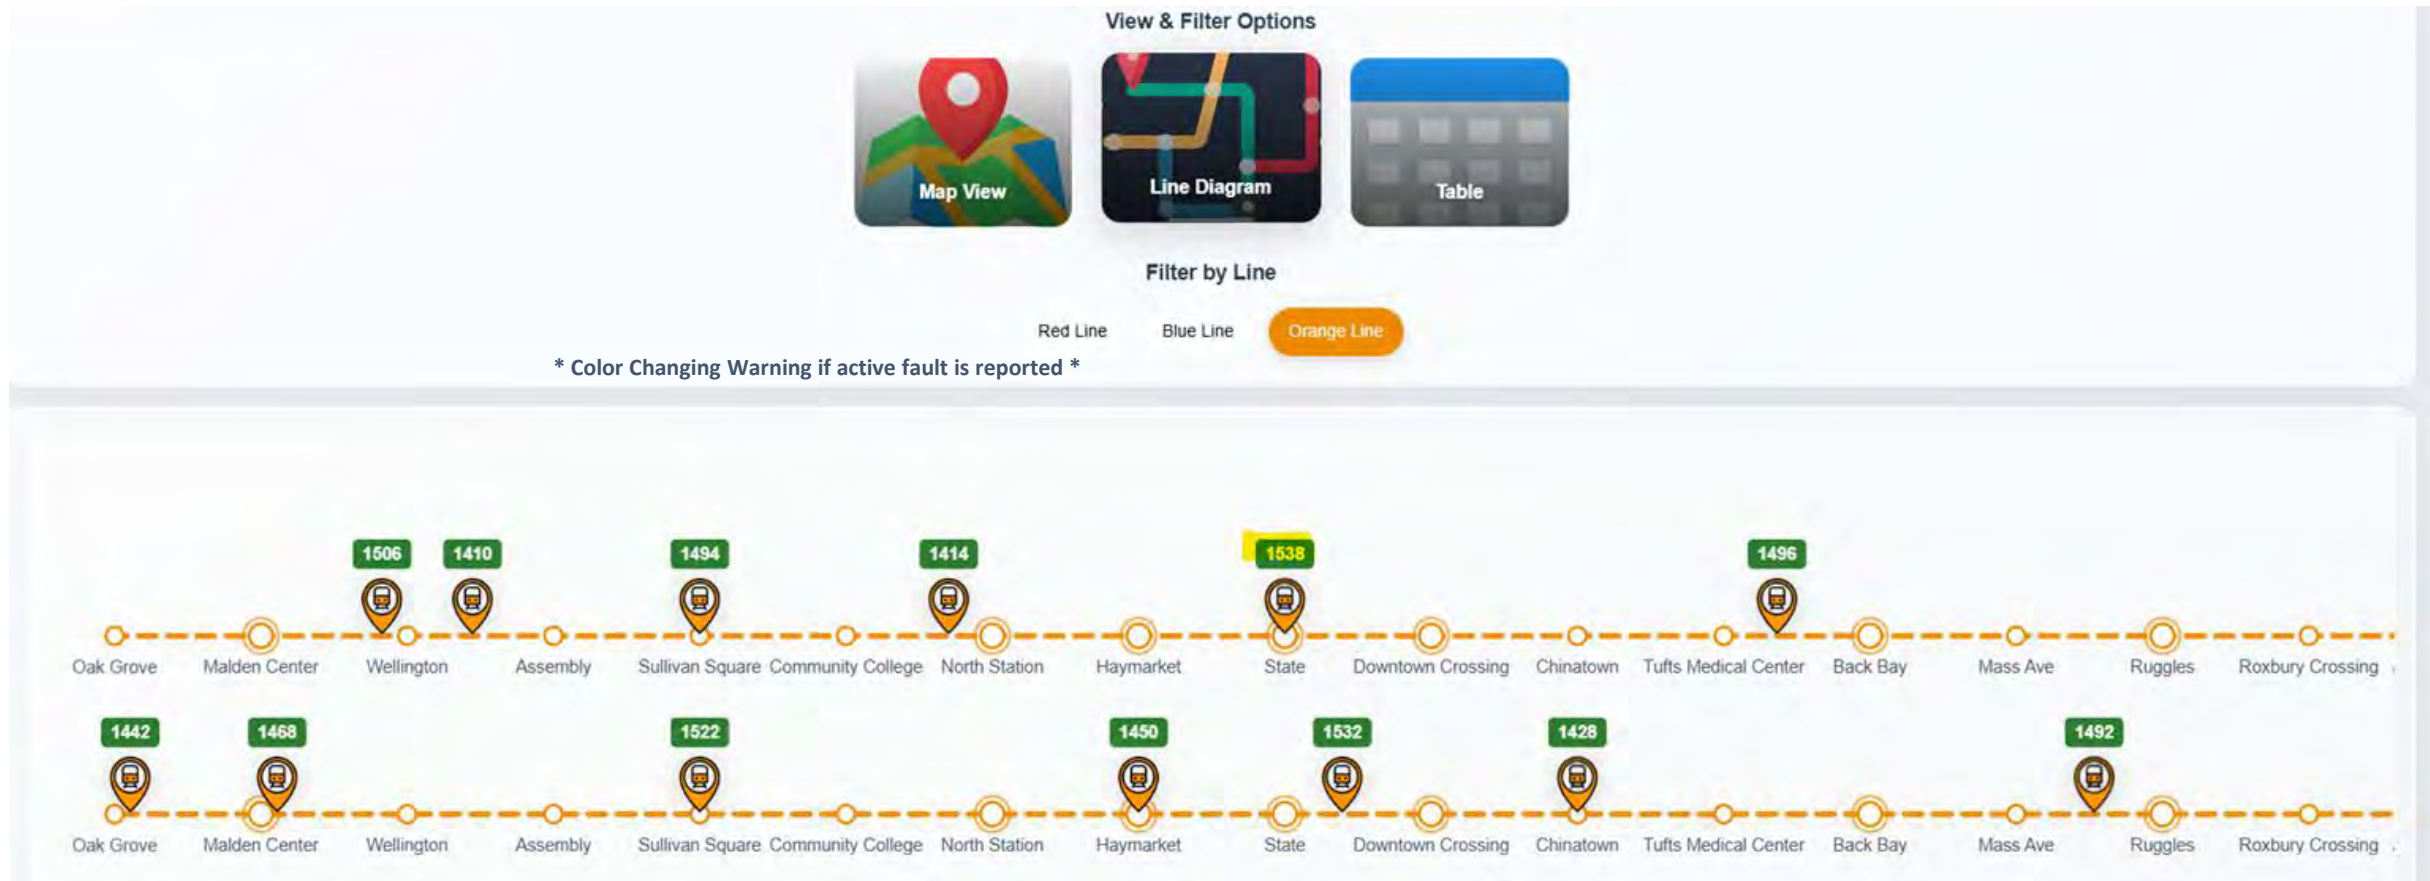 View & Filter Options
Map View Line Diagram Table
Filter by Line
Red Line Blue Line Orange Line
* Color Changing Warning if active fault is reported *
1506 1410 1494 1414 1538 1496
Oak Grove Malden Center Wellington Assembly Sullivan Square Community College North Station Haymarket State Downtown Crossing Chinatown Tufts Medical Center Back Bay Mass Ave Ruggles Roxbury Crossing
1442 1468 1522 1450 1532 1428 1492
Oak Grove Malden Center Wellington Assembly Sullivan Square Community College North Station Haymarket State Downtown Crossing Chinatown Tufts Medical Center Back Bay Mass Ave Ruggles Roxbury Crossing